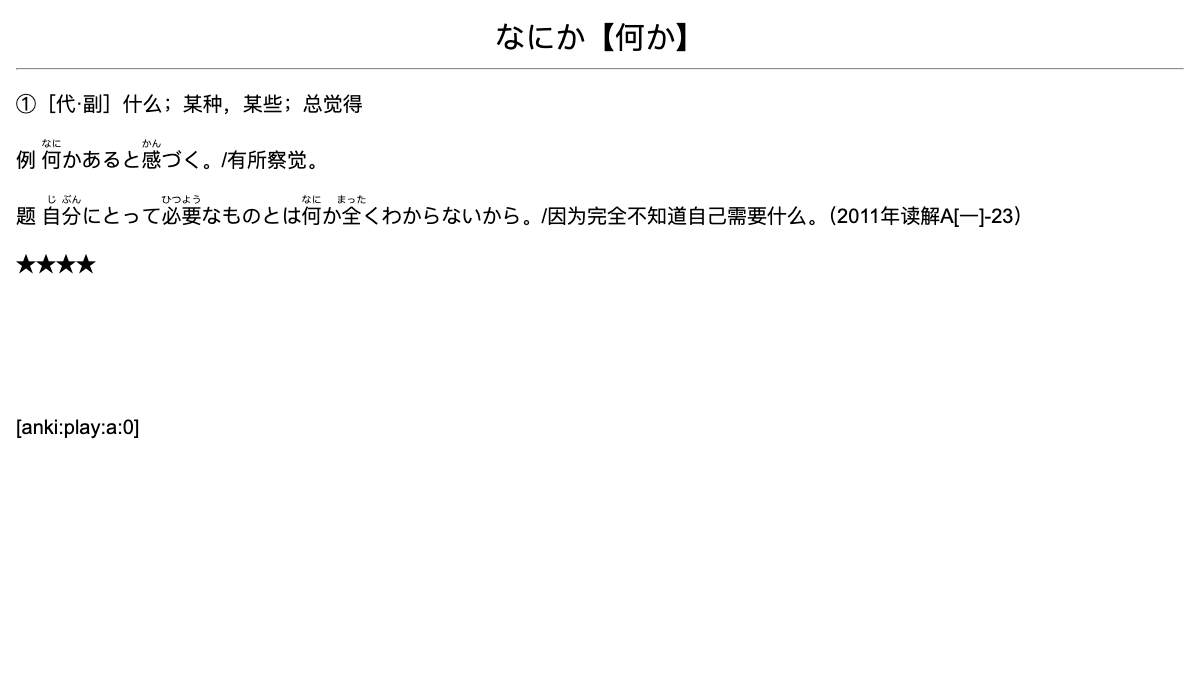 なにか【何か】
①［代·副］什么；某种，某些；总觉得
なに かん
例 何かあると感づく。/有所察觉。
じ ぶん ひつよう なに まった
题 自分にとって必要なものとは何か全くわからないから。/因为完全不知道自己需要什么。（2011年读解A[一]-23）
★★★★
[anki:play:a:0]